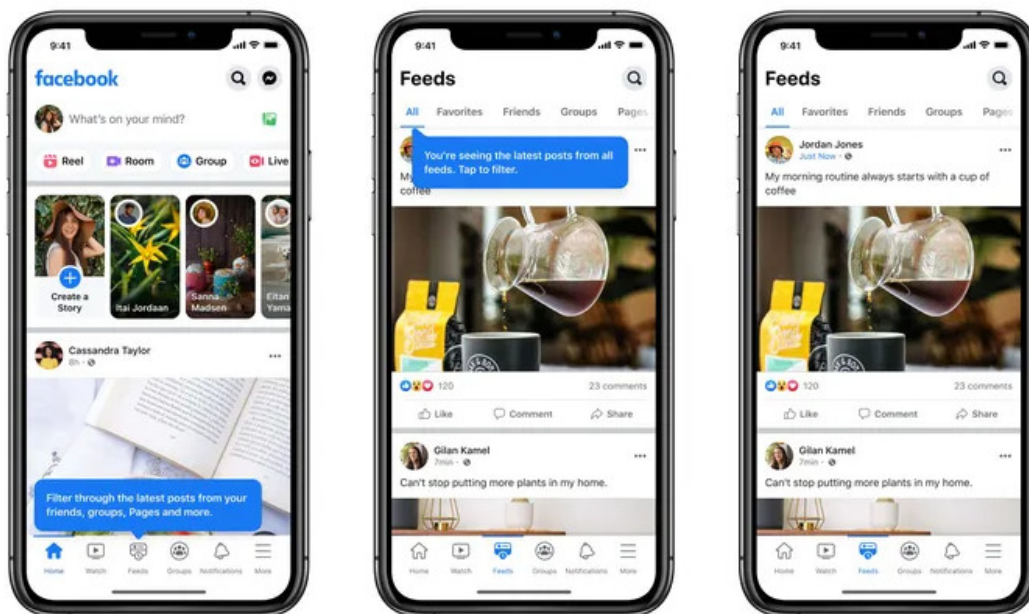 9:41
facebook
What's on your mind?
Reel
Room
Group
Live
Create a
Story
Itai Jordaan
Sanna
Madsen
Eitan
Yama
Cassandra Taylor
8h
Filter through the latest posts from your
friends, groups, Pages and more.
Home
Watch
Feeds
Groups
Notifications
More
9:41
Feeds
All
Favorites
Friends
Groups
Pages
You're seeing the latest posts from all
feeds. Tap to filter.
My
coffee
120
23 comments
Like
Comment
Share
Gilan Kamel
7min
Can't stop putting more plants in my home.
Home
Watch
Feeds
Groups
Notifications
More
9:41
Feeds
All
Favorites
Friends
Groups
Pages
Jordan Jones
Just Now
My morning routine always starts with a cup of
coffee
120
23 comments
Like
Comment
Share
Gilan Kamel
7min
Can't stop putting more plants in my home.
Home
Watch
Feeds
Groups
Notifications
More